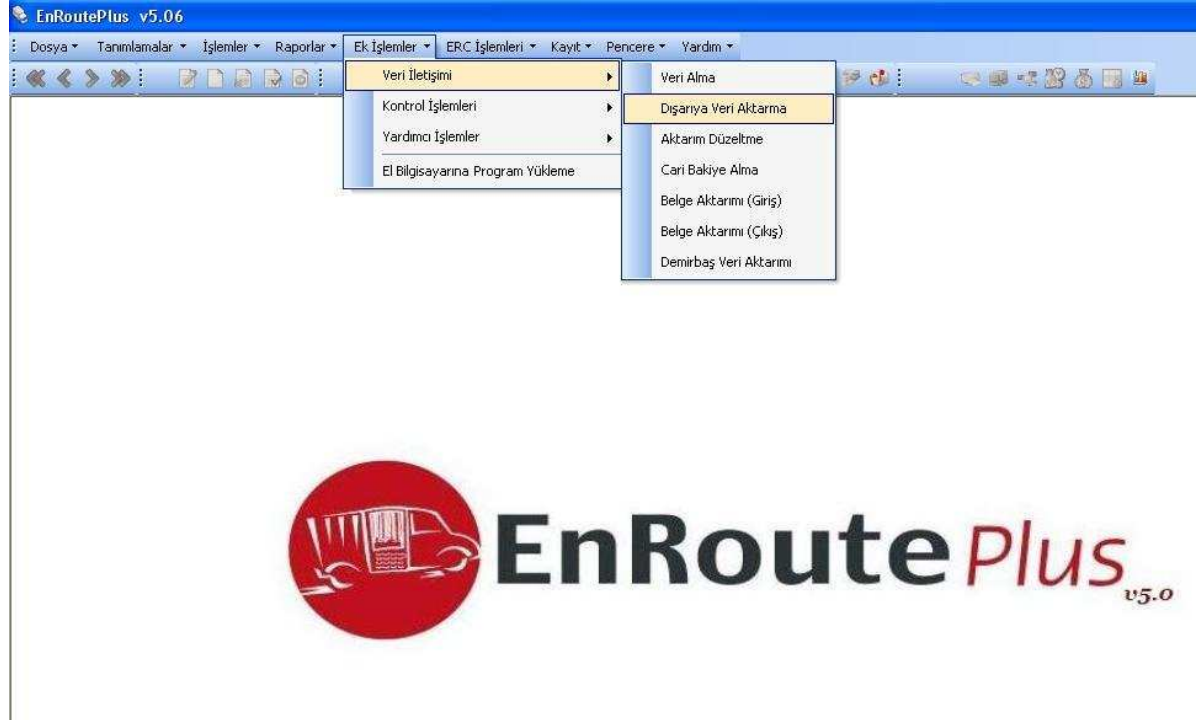 EnRoutePlus v5.06
Dosya Tanımlamalar İşlemler Raporlar Ek İşlemler ERC İşlemleri Kayıt Pencere Yardım
Veri İletişimi
Kontrol İşlemleri
Yardımcı İşlemler
El Bilgisayarına Program Yükleme
Veri Alma
Dışarıya Veri Aktarma
Aktarım Düzeltme
Cari Bakiye Alma
Belge Aktarımı (Giriş)
Belge Aktarımı (Çıkış)
Demirbaş Veri Aktarımı
EnRoute Plus
v5.0